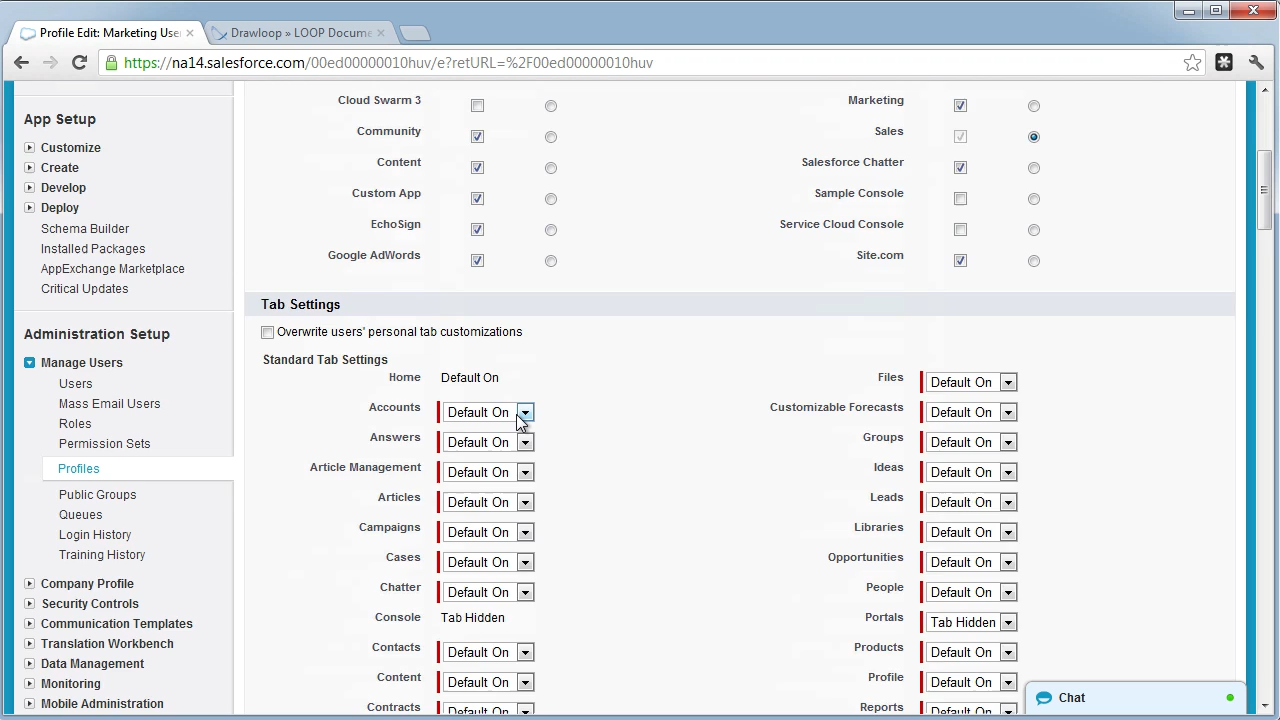 Profile Edit: Marketing Use
Drawloop » LOOP Docume
https://na14.salesforce.com/00ed00000010huv/e?retURL=%2F00ed00000010huv
App Setup
Customize
Create
Develop
Deploy
Schema Builder
Installed Packages
AppExchange Marketplace
Critical Updates
Administration Setup
Manage Users
Users
Mass Email Users
Roles
Permission Sets
Profiles
Public Groups
Queues
Login History
Training History
Company Profile
Security Controls
Communication Templates
Translation Workbench
Data Management
Monitoring
Mobile Administration
Cloud Swarm 3
Marketing
Community
Sales
Content
Salesforce Chatter
Custom App
Sample Console
EchoSign
Service Cloud Console
Google AdWords
Site.com
Tab Settings
Overwrite users' personal tab customizations
Standard Tab Settings
Home Default On
Files Default On
Accounts Default On
Customizable Forecasts Default On
Answers Default On
Groups Default On
Article Management Default On
Ideas Default On
Articles Default On
Leads Default On
Campaigns Default On
Libraries Default On
Cases Default On
Opportunities Default On
Chatter Default On
People Default On
Console Tab Hidden
Portals Tab Hidden
Contacts Default On
Products Default On
Content Default On
Profile Default On
Contracts Default On
Reports Default On
Chat